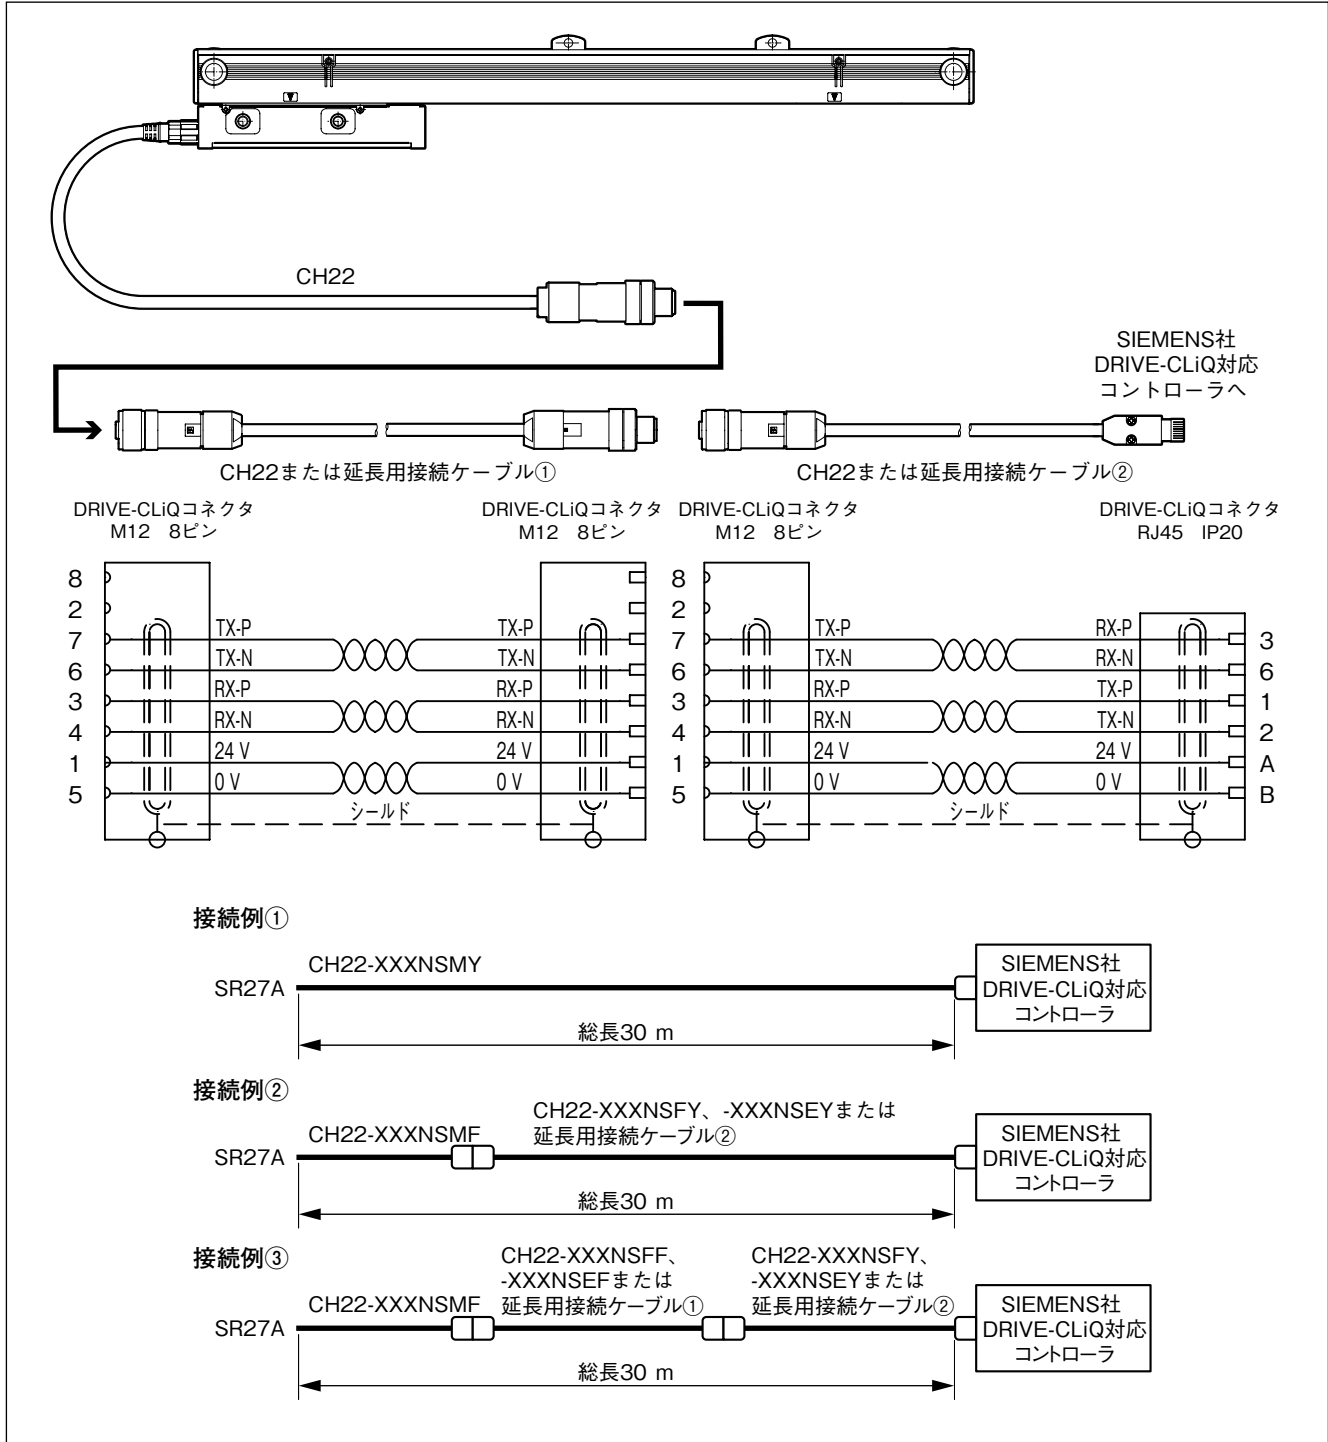 CH22
SIEMENS社
DRIVE-CLiQ対応
コントローラへ
CH22または延長用接続ケーブル①
CH22または延長用接続ケーブル②
DRIVE-CLiQコネクタ
M12 8ピン
DRIVE-CLiQコネクタ
M12 8ピン
DRIVE-CLiQコネクタ
M12 8ピン
DRIVE-CLiQコネクタ
RJ45 IP20
8
2
7 TX-P TX-P
6 TX-N TX-N
3 RX-P RX-P
4 RX-N RX-N
1 24 V 24 V
5 0 V 0 V
シールド
8
2
7 TX-P RX-P 3
6 TX-N RX-N 6
3 RX-P TX-P 1
4 RX-N TX-N 2
1 24 V 24 V A
5 0 V 0 V B
シールド
接続例①
CH22-XXXNSMY
SR27A
総長30 m
SIEMENS社
DRIVE-CLiQ対応
コントローラ
接続例②
CH22-XXXNSFY、-XXXNSEYまたは
延長用接続ケーブル②
CH22-XXXNSMF
SR27A
総長30 m
SIEMENS社
DRIVE-CLiQ対応
コントローラ
接続例③
CH22-XXXNSFF、
-XXXNSEFまたは
延長用接続ケーブル①
CH22-XXXNSFY、
-XXXNSEYまたは
延長用接続ケーブル②
CH22-XXXNSMF
SR27A
総長30 m
SIEMENS社
DRIVE-CLiQ対応
コントローラ